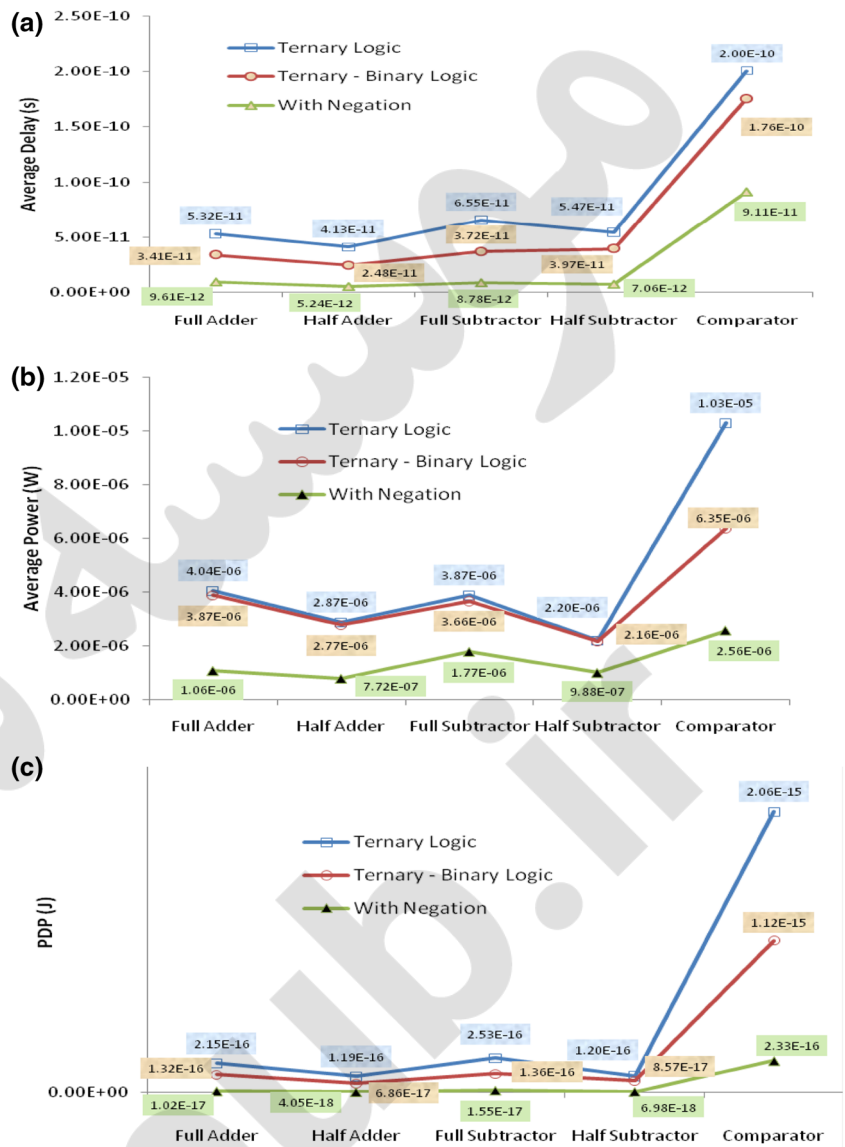 (a)
2.50E-10
2.00E-10
1.50E-10
1.00E-10
5.00E-11
0.00E+00
Average Delay (s)
Ternary Logic
Ternary - Binary Logic
With Negation
5.32E-11
4.13E-11
6.55E-11
5.47E-11
2.00E-10
3.41E-11
2.48E-11
3.72E-11
3.97E-11
1.76E-10
9.61E-12
5.24E-12
8.78E-12
7.06E-12
9.11E-11
Full Adder
Half Adder
Full Subtractor
Half Subtractor
Comparator
(b)
1.20E-05
1.00E-05
8.00E-06
6.00E-06
4.00E-06
2.00E-06
0.00E+00
Average Power (W)
Ternary Logic
Ternary - Binary Logic
With Negation
4.04E-06
2.87E-06
3.87E-06
2.20E-06
1.03E-05
3.87E-06
2.77E-06
3.66E-06
2.16E-06
6.35E-06
1.06E-06
7.72E-07
1.77E-06
9.88E-07
2.56E-06
Full Adder
Half Adder
Full Subtractor
Half Subtractor
Comparator
(c)
PDP (J)
0.00E+00
Ternary Logic
Ternary - Binary Logic
With Negation
2.15E-16
1.19E-16
2.53E-16
1.20E-16
2.06E-15
1.32E-16
6.86E-17
1.36E-16
8.57E-17
1.12E-15
1.02E-17
4.05E-18
1.55E-17
6.98E-18
2.33E-16
Full Adder
Half Adder
Full Subtractor
Half Subtractor
Comparator
ub.ir